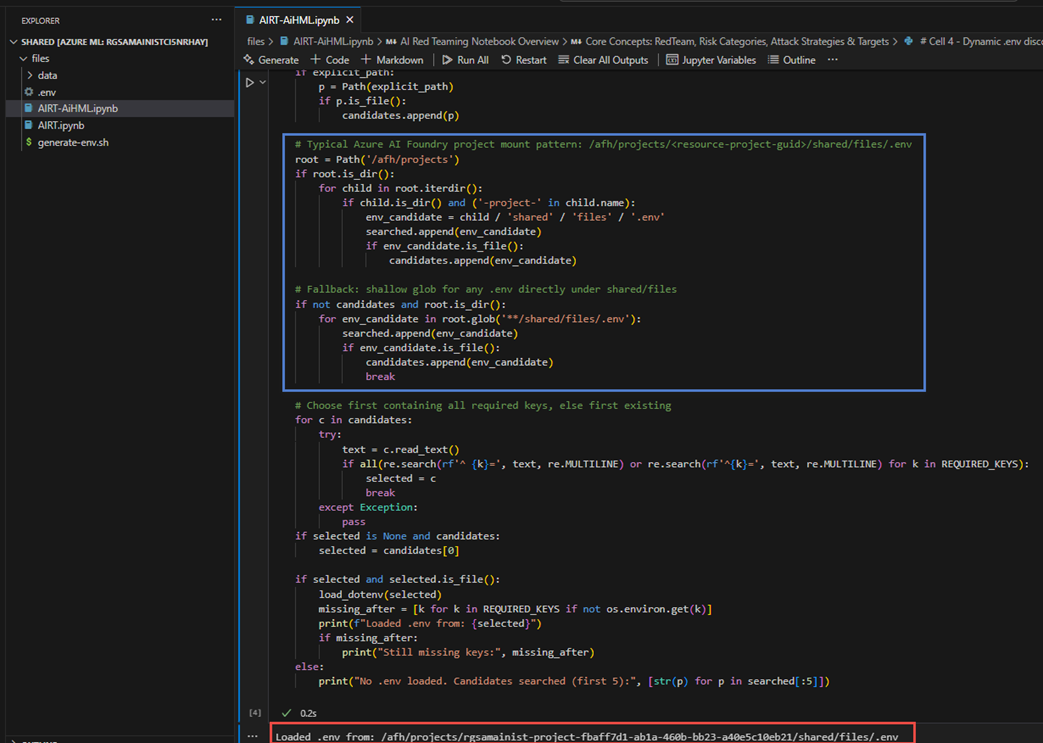 EXPLORER
SHARED [AZURE ML: RGSAMAINISTCI5NRHAY]
files
data
.env
AIRT-AiHML.ipynb
AIRT.ipynb
generate-env.sh
AIRT-AiHML.ipynb
files > AIRT-AiHML.ipynb > M↓ AI Red Teaming Notebook Overview > M↓ Core Concepts: RedTeam, Risk Categories, Attack Strategies & Targets > # Cell 4 - Dynamic .env disc
Generate + Code + Markdown Run All Restart Clear All Outputs Jupyter Variables Outline ...
if explicit_path:
p = Path(explicit_path)
if p.is_file():
candidates.append(p)
# Typical Azure AI Foundry project mount pattern: /afh/projects/<resource-project-guid>/shared/files/.env
root = Path('/afh/projects')
if root.is_dir():
for child in root.iterdir():
if child.is_dir() and ('-project-' in child.name):
env_candidate = child / 'shared' / 'files' / '.env'
searched.append(env_candidate)
if env_candidate.is_file():
candidates.append(env_candidate)
# Fallback: shallow glob for any .env directly under shared/files
if not candidates and root.is_dir():
for env_candidate in root.glob('**/shared/files/.env'):
searched.append(env_candidate)
if env_candidate.is_file():
candidates.append(env_candidate)
break
# Choose first containing all required keys, else first existing
for c in candidates:
try:
text = c.read_text()
if all(re.search(rf'^ {k}=', text, re.MULTILINE) or re.search(rf'^{k}=', text, re.MULTILINE) for k in REQUIRED_KEYS):
selected = c
break
except Exception:
pass
if selected is None and candidates:
selected = candidates[0]
if selected and selected.is_file():
load_dotenv(selected)
missing_after = [k for k in REQUIRED_KEYS if not os.environ.get(k)]
print(f"Loaded .env from: {selected}")
if missing_after:
print("Still missing keys:", missing_after)
else:
print("No .env loaded. Candidates searched (first 5):", [str(p) for p in searched[:5]])
[4] ✓ 0.2s
... Loaded .env from: /afh/projects/rgsamainist-project-fbaff7d1-ab1a-460b-bb23-a40e5c10eb21/shared/files/.env